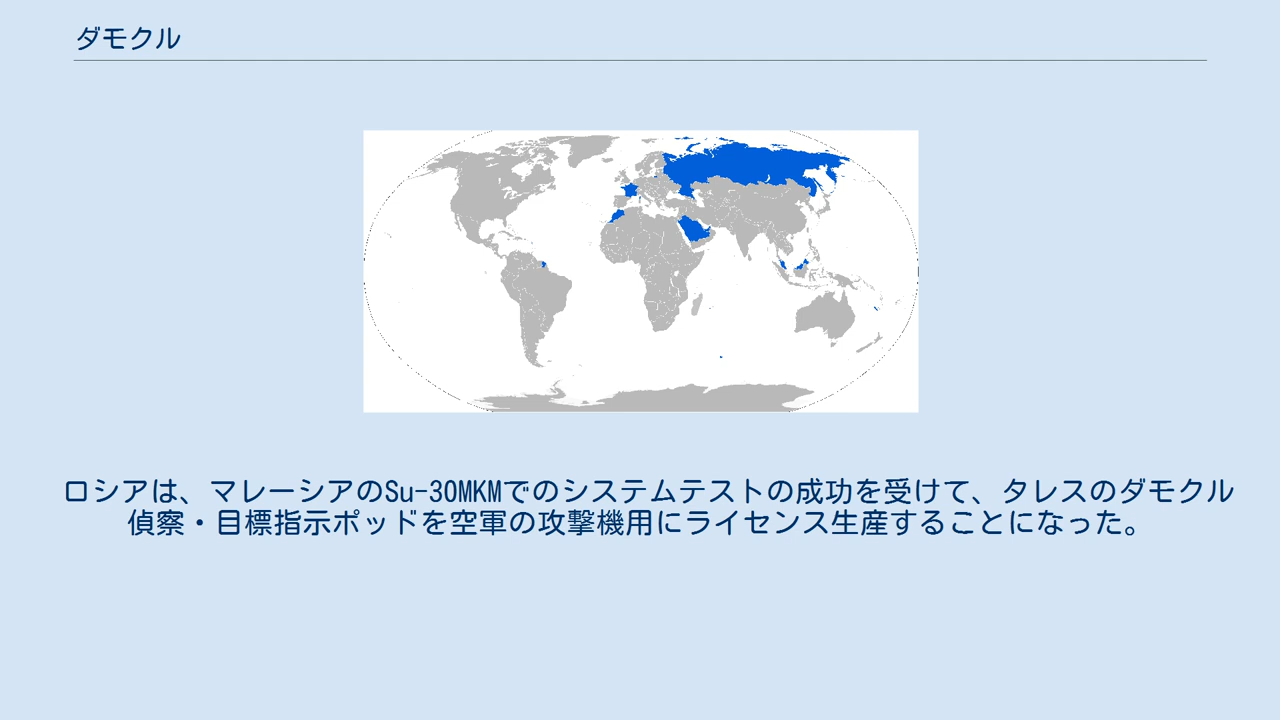 ダモクル
ロシアは、マレーシアのSu-30MKMでのシステムテストの成功を受けて、タレスのダモクル
偵察・目標指示ポッドを空軍の攻撃機用にライセンス生産することになった。